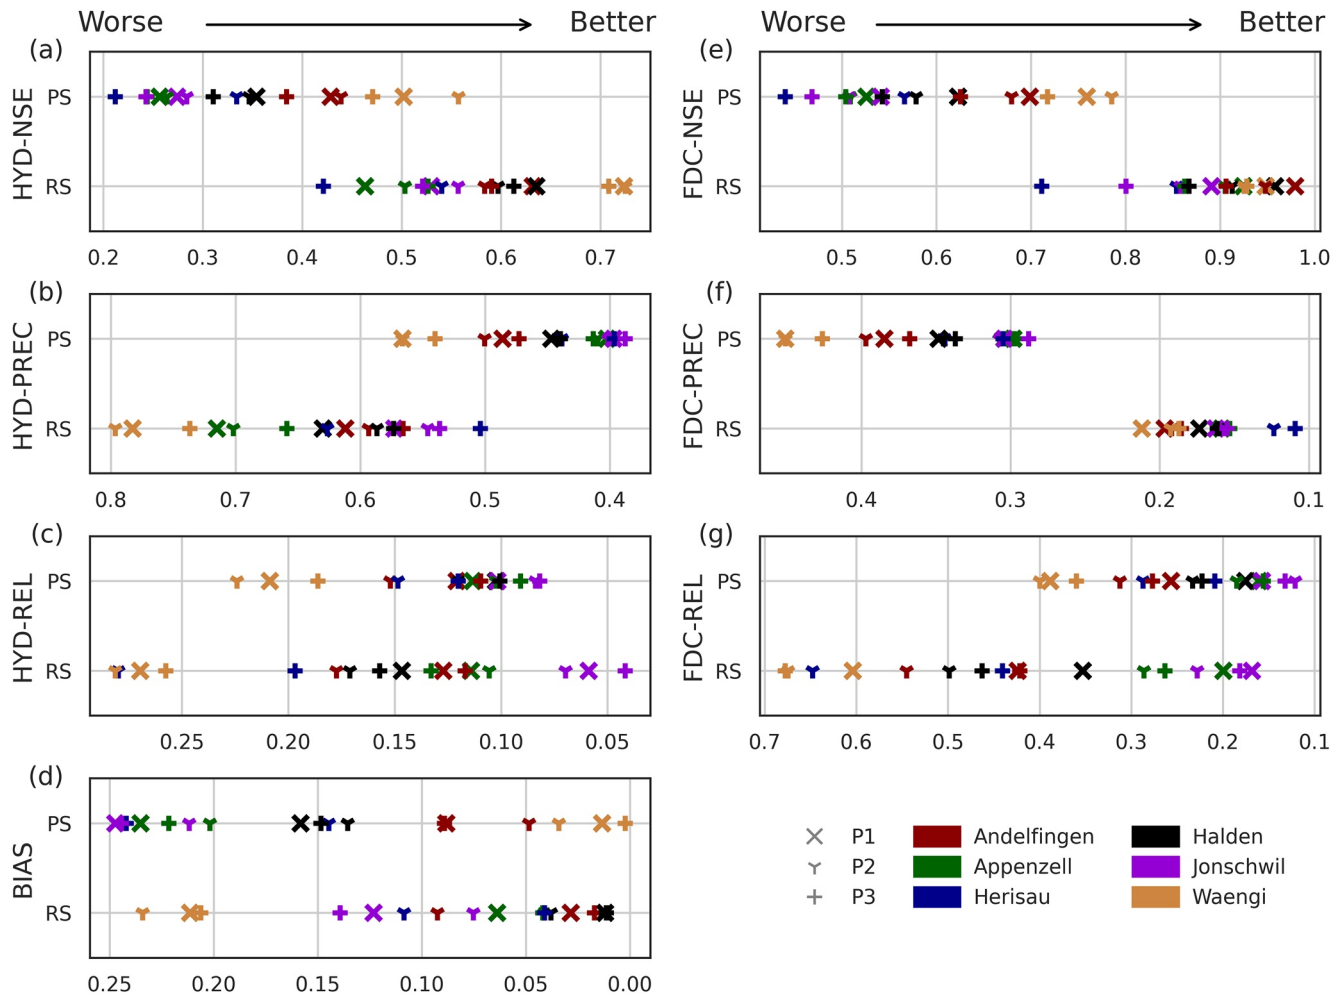 Worse Better
Worse Better
(a)
HYD-NSE
PS
RS
0.2 0.3 0.4 0.5 0.6 0.7
(e)
FDC-NSE
PS
RS
0.5 0.6 0.7 0.8 0.9 1.0
(b)
HYD-PREC
PS
RS
0.8 0.7 0.6 0.5 0.4
(f)
FDC-PREC
PS
RS
0.4 0.3 0.2 0.1
(c)
HYD-REL
PS
RS
0.25 0.20 0.15 0.10 0.05
(g)
FDC-REL
PS
RS
0.7 0.6 0.5 0.4 0.3 0.2 0.1
(d)
BIAS
PS
RS
0.25 0.20 0.15 0.10 0.05 0.00
P1 Andelfingen Halden
P2 Appenzell Jonschwil
P3 Herisau Waengi